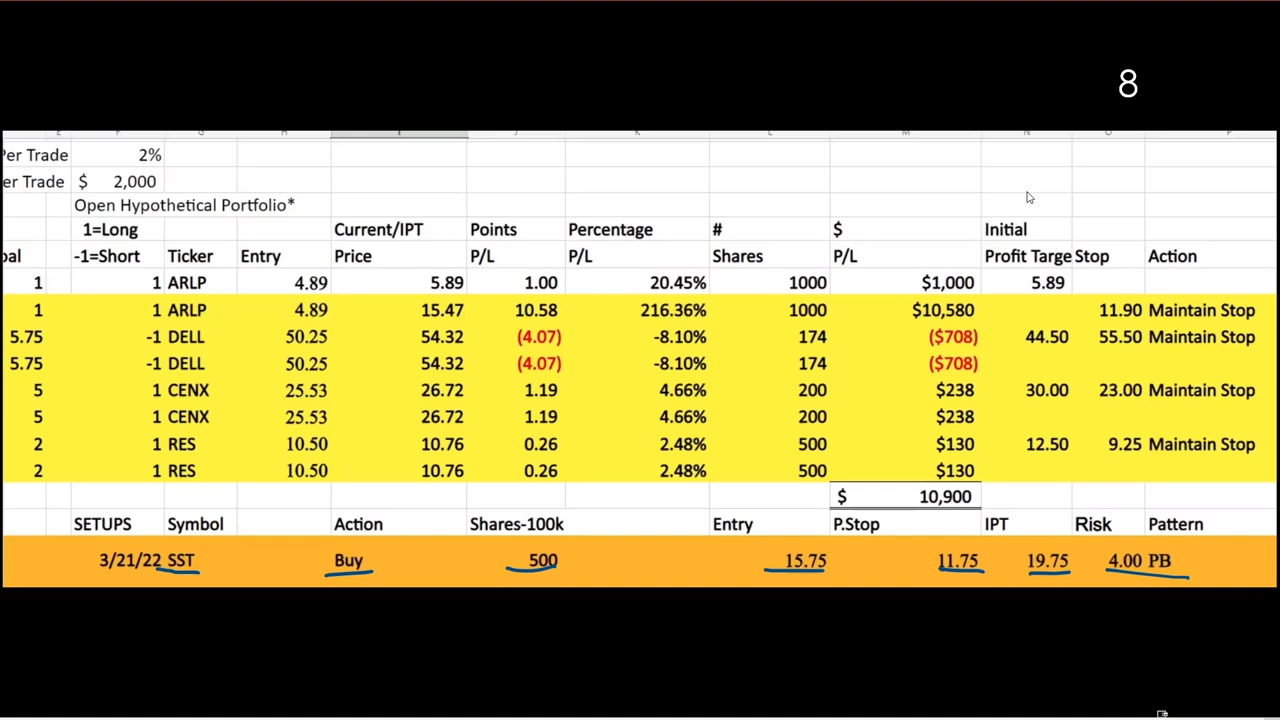 8
Per Trade 2%
er Trade $ 2,000
Open Hypothetical Portfolio*
1=Long Current/IPT Points Percentage # $ Initial
-1=Short Ticker Entry Price P/L P/L Shares P/L Profit Targe Stop Action
1 1 ARLP 4.89 5.89 1.00 20.45% 1000 $1,000 5.89
1 1 ARLP 4.89 15.47 10.58 216.36% 1000 $10,580 11.90 Maintain Stop
5.75 -1 DELL 50.25 54.32 (4.07) -8.10% 174 ($708) 44.50 55.50 Maintain Stop
5.75 -1 DELL 50.25 54.32 (4.07) -8.10% 174 ($708)
5 1 CENX 25.53 26.72 1.19 4.66% 200 $238 30.00 23.00 Maintain Stop
5 1 CENX 25.53 26.72 1.19 4.66% 200 $238
2 1 RES 10.50 10.76 0.26 2.48% 500 $130 12.50 9.25 Maintain Stop
2 1 RES 10.50 10.76 0.26 2.48% 500 $130
$ 10,900
SETUPS Symbol Action Shares-100k Entry P.Stop IPT Risk Pattern
3/21/22 SST Buy 500 15.75 11.75 19.75 4.00 PB